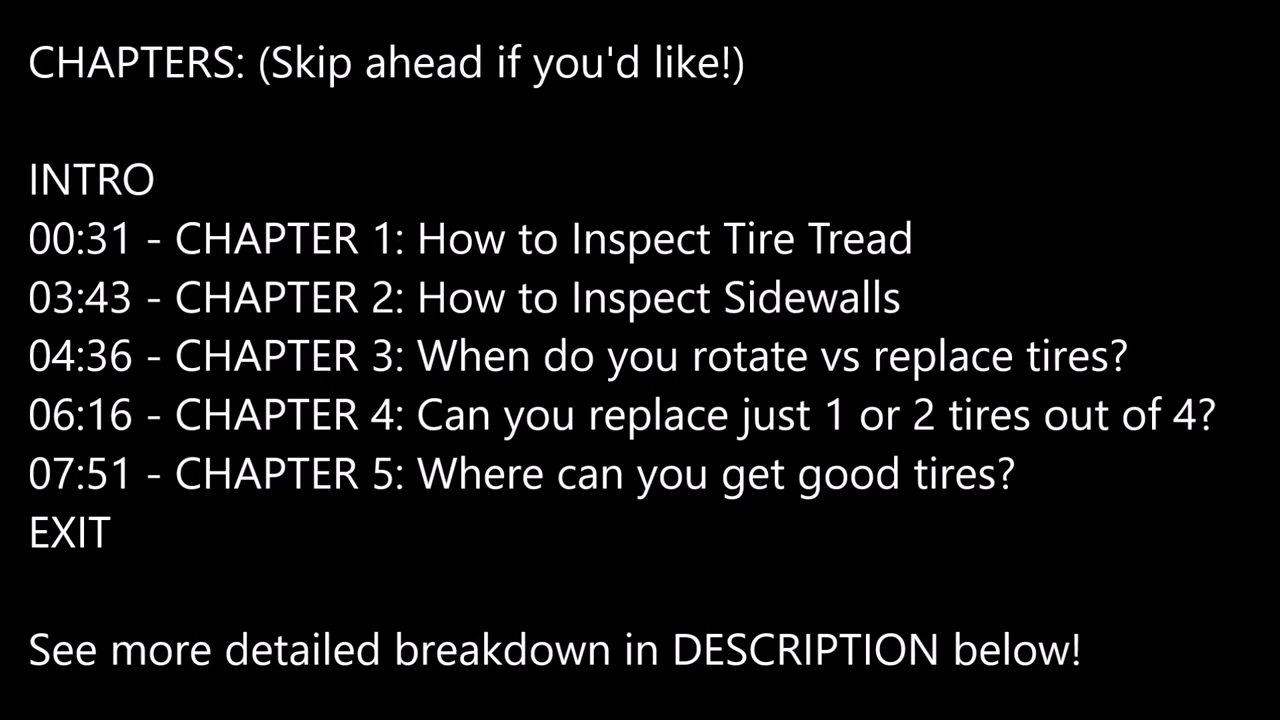 CHAPTERS: (Skip ahead if you'd like!)
INTRO
00:31 - CHAPTER 1: How to Inspect Tire Tread
03:43 - CHAPTER 2: How to Inspect Sidewalls
04:36 - CHAPTER 3: When do you rotate vs replace tires?
06:16 - CHAPTER 4: Can you replace just 1 or 2 tires out of 4?
07:51 - CHAPTER 5: Where can you get good tires?
EXIT
See more detailed breakdown in DESCRIPTION below!